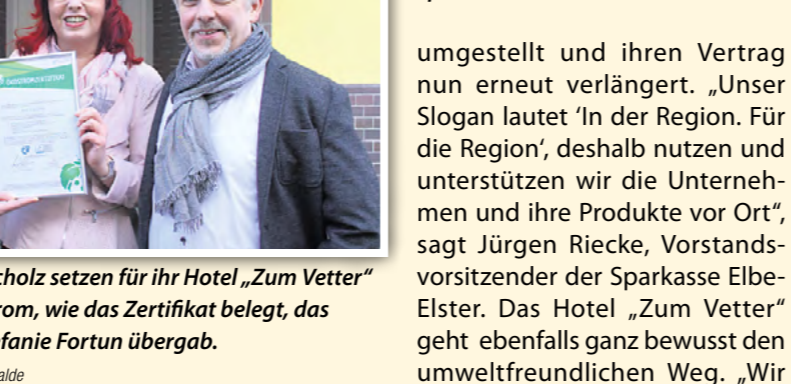 umgestellt und ihren Vertrag
nun erneut verlängert. „Unser
Slogan lautet ‘In der Region. Für
die Region‘, deshalb nutzen und
unterstützen wir die Unterneh-
men und ihre Produkte vor Ort“,
sagt Jürgen Riecke, Vorstands-
vorsitzender der Sparkasse Elbe-
Elster. Das Hotel „Zum Vetter“
geht ebenfalls ganz bewusst den
umweltfreundlichen Weg. „Wir
cholz setzen für ihr Hotel „Zum Vetter“
rom, wie das Zertifikat belegt, das
efanie Fortun übergab.
alde